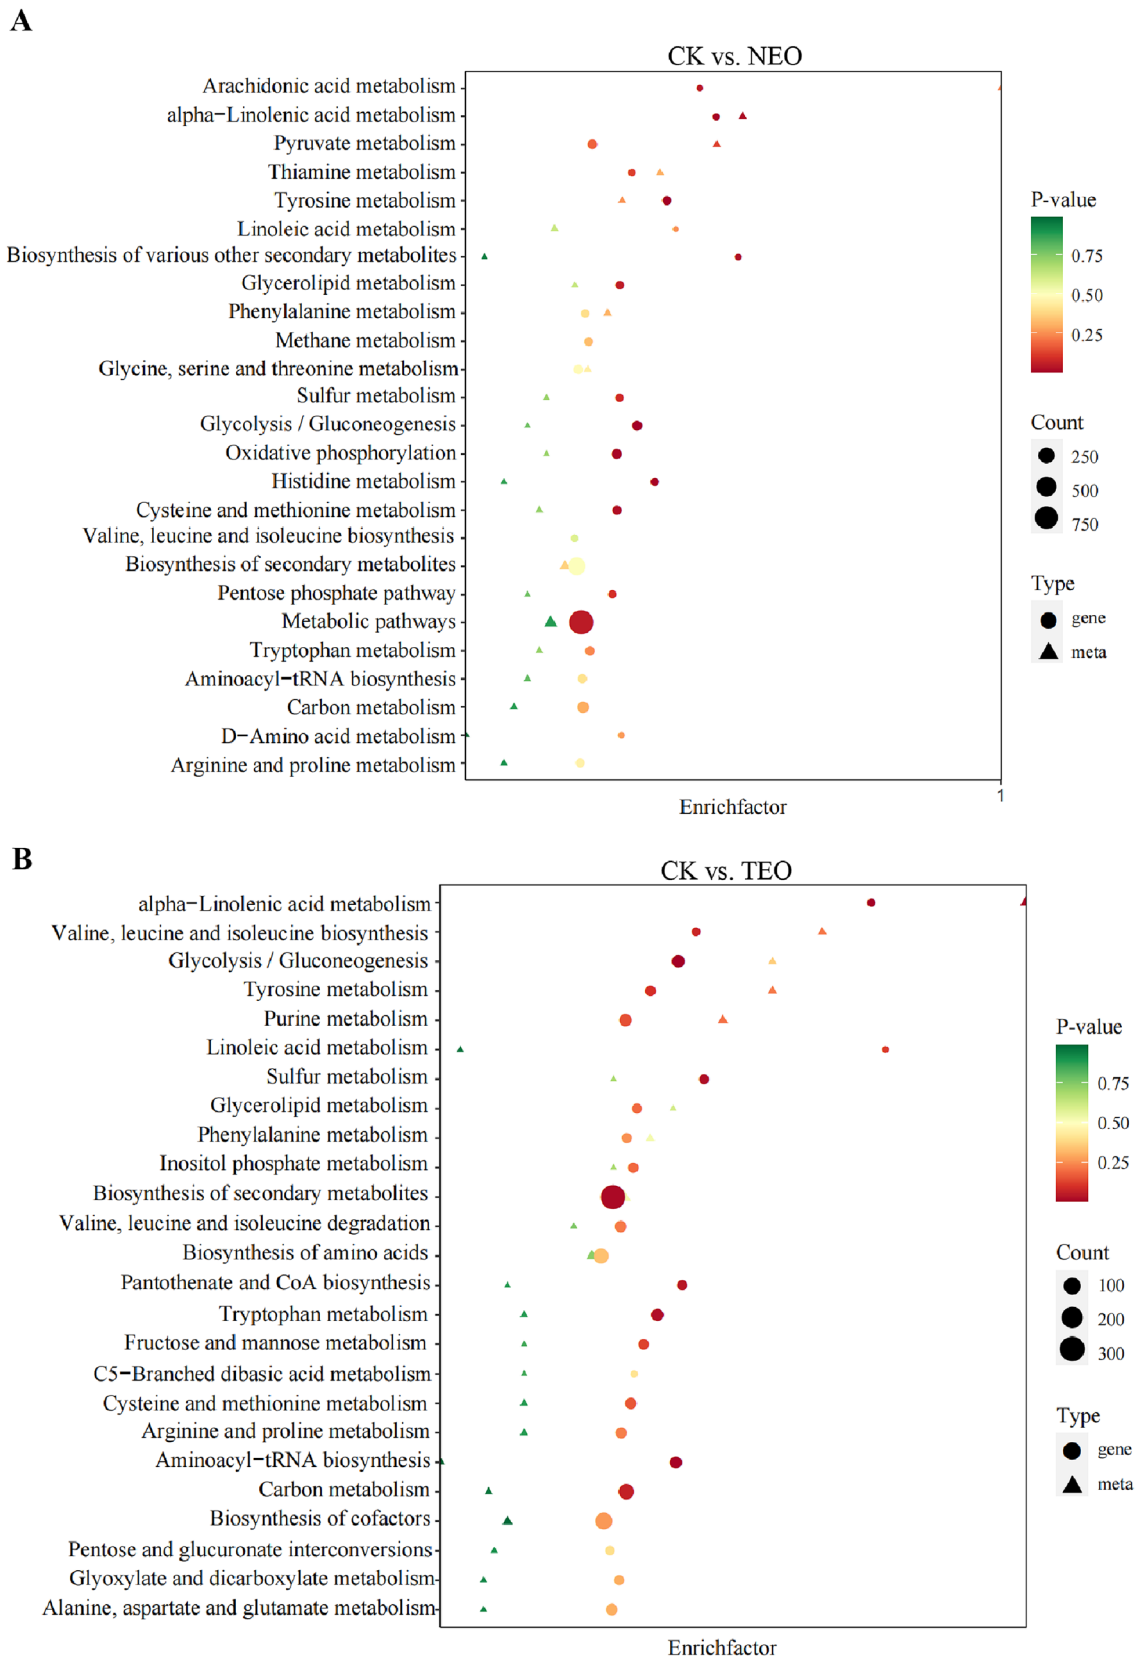 A
CK vs. NEO
Arachidonic acid metabolism
alpha−Linolenic acid metabolism
Pyruvate metabolism
Thiamine metabolism
Tyrosine metabolism
Linoleic acid metabolism
Biosynthesis of various other secondary metabolites
Glycerolipid metabolism
Phenylalanine metabolism
Methane metabolism
Glycine, serine and threonine metabolism
Sulfur metabolism
Glycolysis / Gluconeogenesis
Oxidative phosphorylation
Histidine metabolism
Cysteine and methionine metabolism
Valine, leucine and isoleucine biosynthesis
Biosynthesis of secondary metabolites
Pentose phosphate pathway
Metabolic pathways
Tryptophan metabolism
Aminoacyl−tRNA biosynthesis
Carbon metabolism
D−Amino acid metabolism
Arginine and proline metabolism
1
Enrichfactor
P-value
0.75
0.50
0.25
Count
250
500
750
Type
gene
meta
B
CK vs. TEO
alpha−Linolenic acid metabolism
Valine, leucine and isoleucine biosynthesis
Glycolysis / Gluconeogenesis
Tyrosine metabolism
Purine metabolism
Linoleic acid metabolism
Sulfur metabolism
Glycerolipid metabolism
Phenylalanine metabolism
Inositol phosphate metabolism
Biosynthesis of secondary metabolites
Valine, leucine and isoleucine degradation
Biosynthesis of amino acids
Pantothenate and CoA biosynthesis
Tryptophan metabolism
Fructose and mannose metabolism
C5−Branched dibasic acid metabolism
Cysteine and methionine metabolism
Arginine and proline metabolism
Aminoacyl−tRNA biosynthesis
Carbon metabolism
Biosynthesis of cofactors
Pentose and glucuronate interconversions
Glyoxylate and dicarboxylate metabolism
Alanine, aspartate and glutamate metabolism
Enrichfactor
P-value
0.75
0.50
0.25
Count
100
200
300
Type
gene
meta